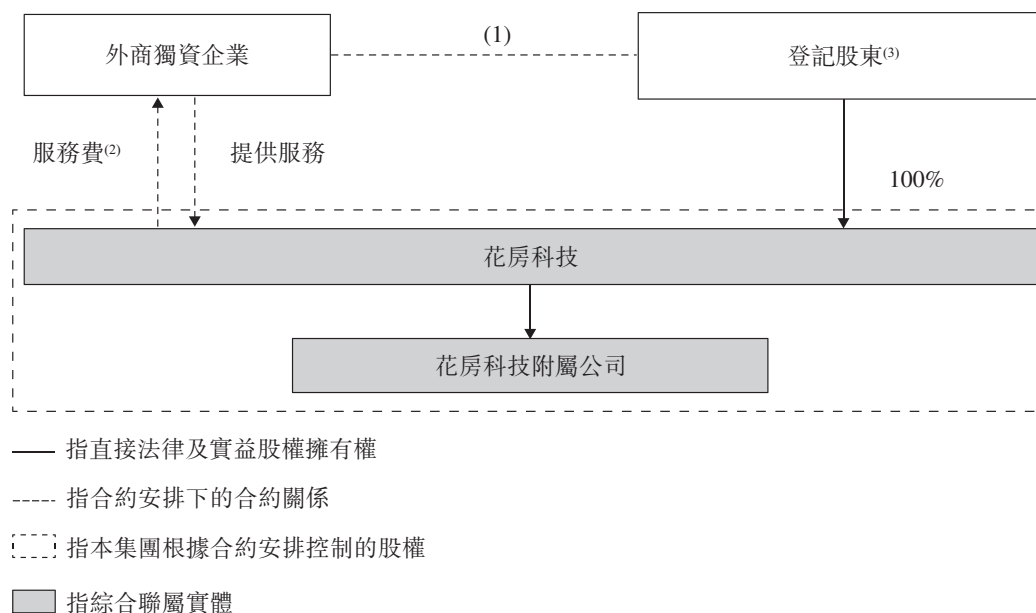 外商獨資企業
(1)
登記股東(3)
服務費(2)
提供服務
100%
花房科技
花房科技附屬公司
指直接法律及實益股權擁有權
指合約安排下的合約關係
指本集團根據合約安排控制的股權
指綜合聯屬實體